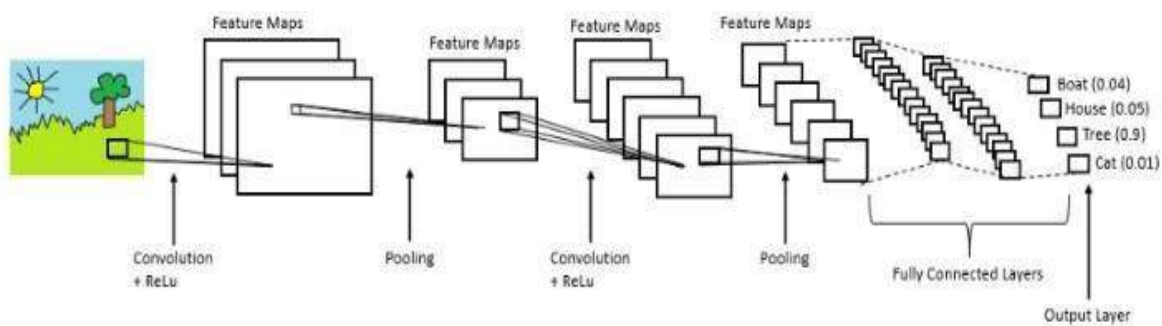 Feature Maps
Feature Maps
Feature Maps
Feature Maps
Boat (0.04)
House (0.05)
Tree (0.9)
Cat (0.01)
Convolution
+ ReLu
Pooling
Convolution
+ ReLu
Pooling
Fully Connected Layers
Output Layer